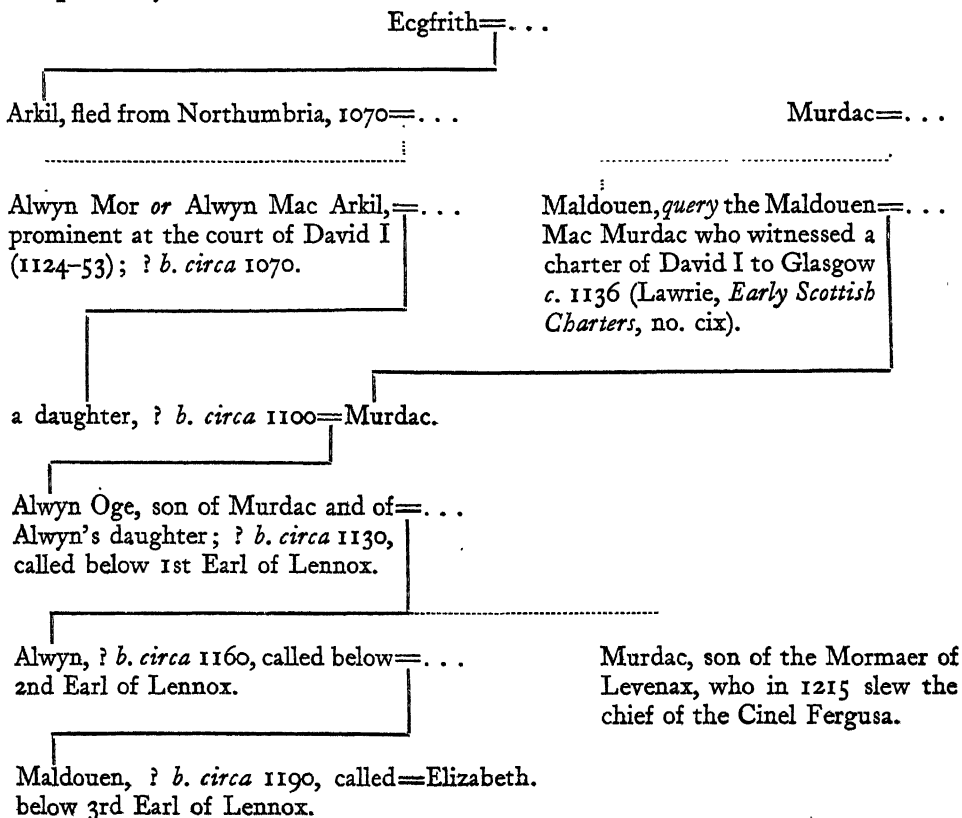 Ecgfrith=. . .
Arkil, fled from Northumbria, 1070=. . .
Murdac=. . .
Alwyn Mor or Alwyn Mac Arkil,=. . .
prominent at the court of David I
(1124–53); ? b. circa 1070.
Maldouen, query the Maldouen=. . .
Mac Murdac who witnessed a
charter of David I to Glasgow
c. 1136 (Lawrie, Early Scottish
Charters, no. cix).
a daughter, ? b. circa 1100=Murdac.
Alwyn Oge, son of Murdac and of=. . .
Alwyn's daughter; ? b. circa 1130,
called below 1st Earl of Lennox.
Alwyn, ? b. circa 1160, called below=. . .
2nd Earl of Lennox.
Murdac, son of the Mormaer of
Levenax, who in 1215 slew the
chief of the Cinel Fergusa.
Maldouen, ? b. circa 1190, called=Elizabeth.
below 3rd Earl of Lennox.